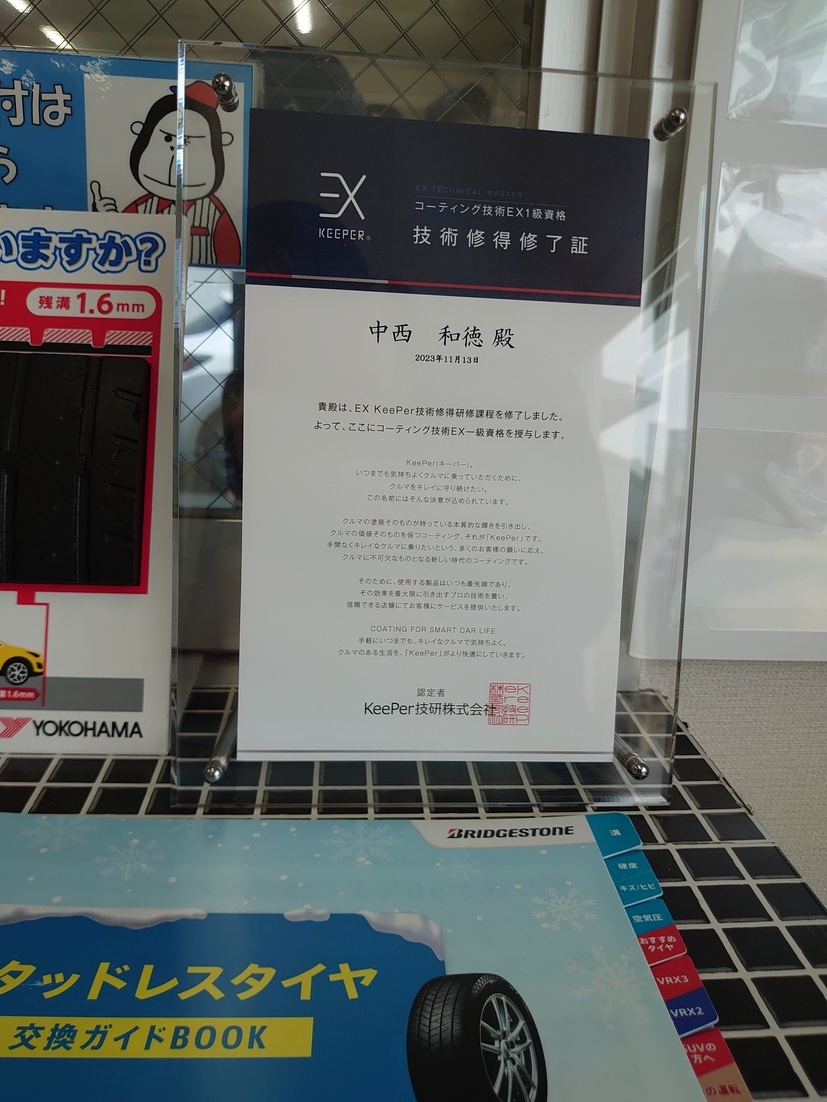 付は
ら
いますか?
残溝1.6mm
溝1.6mm
YOKOHAMA
EX
KEEPER®
EX TECHNICAL MASTER
コーティング技術EX1級資格
技術修得修了証
中西 和徳 殿
2023年11月13日
貴殿は、EX KeePer技術修得研修課程を修了しました。
よって、ここにコーティング技術EX一級資格を授与します。
KeePer(キーパー)。
いつまでも気持ちよくクルマに乗っていただくために、
クルマをキレイに守り続けたい。
この名前にはそんな決意が込められています。
クルマの塗装そのものが持っている本質的な輝きを引き出し、
クルマの価値そのものを保つコーティング、それが「KeePer」です。
手間なくキレイなクルマに乗りたいという、多くのお客様の願いに応え、
クルマに不可欠なものとなる新しい時代のコーティングです。
そのために、使用する製品はいつも最先端であり、
その効果を最大限に引き出すプロの技術を養い、
信頼できる店舗にてお客様にサービスを提供いたします。
COATING FOR SMART CAR LIFE
手軽にいつまでも、キレイなクルマで気持ちよく。
クルマのある生活を、「KeePer」がより快適にしていきます。
認定者
KeePer技研株式会社
BRIDGESTONE
タッドレスタイヤ
交換ガイドBOOK
溝
硬度
キズ/ヒビ
空気圧
おすすめ
タイヤ
VRX3
VRX2
SUVの
方へ
の運転